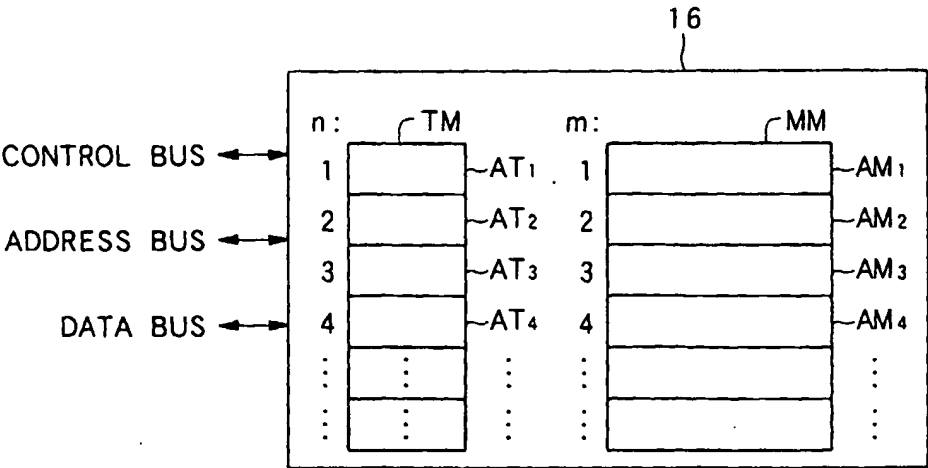 16
n: TM m: MM
CONTROL BUS 1 AT₁ 1 AM₁
2 AT₂ 2 AM₂
ADDRESS BUS
3 AT₃ 3 AM₃
DATA BUS 4 AT₄ 4 AM₄